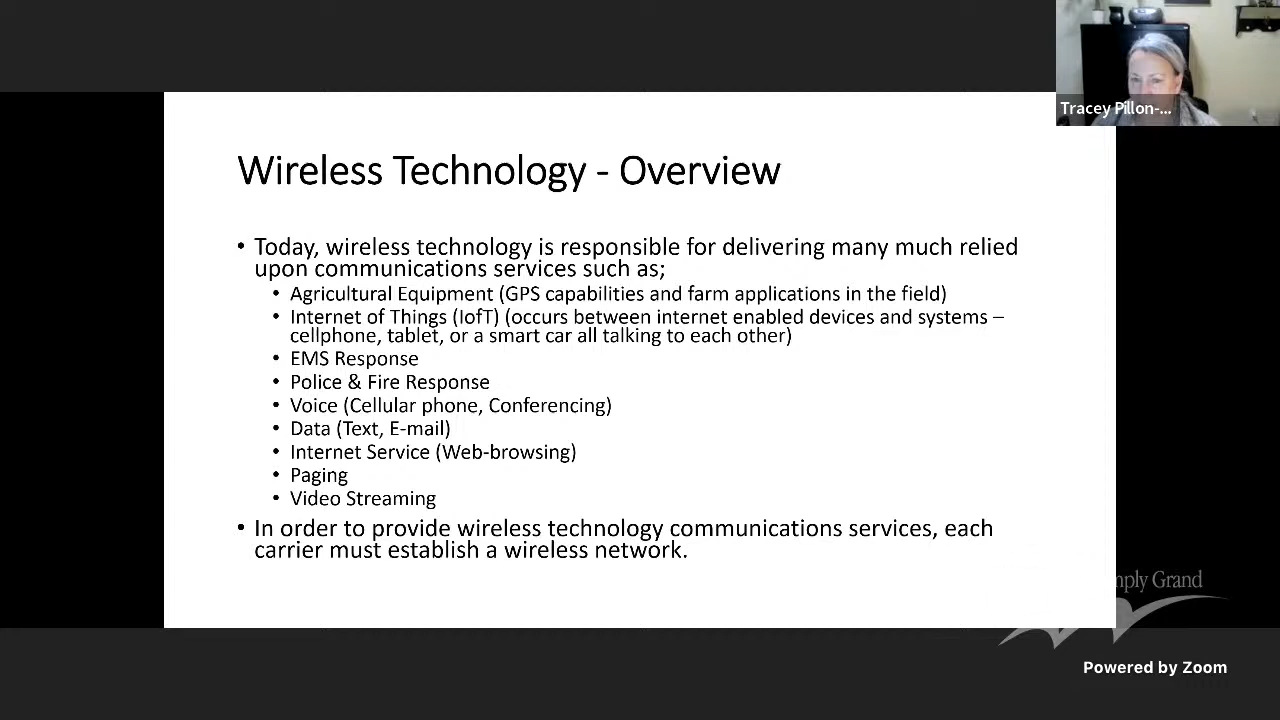 Tracey Pillon-...
Wireless Technology - Overview
• Today, wireless technology is responsible for delivering many much relied
upon communications services such as;
• Agricultural Equipment (GPS capabilities and farm applications in the field)
• Internet of Things (IofT) (occurs between internet enabled devices and systems –
cellphone, tablet, or a smart car all talking to each other)
• EMS Response
• Police & Fire Response
• Voice (Cellular phone, Conferencing)
• Data (Text, E-mail)
• Internet Service (Web-browsing)
• Paging
• Video Streaming
• In order to provide wireless technology communications services, each
carrier must establish a wireless network.
Grand
Powered by Zoom